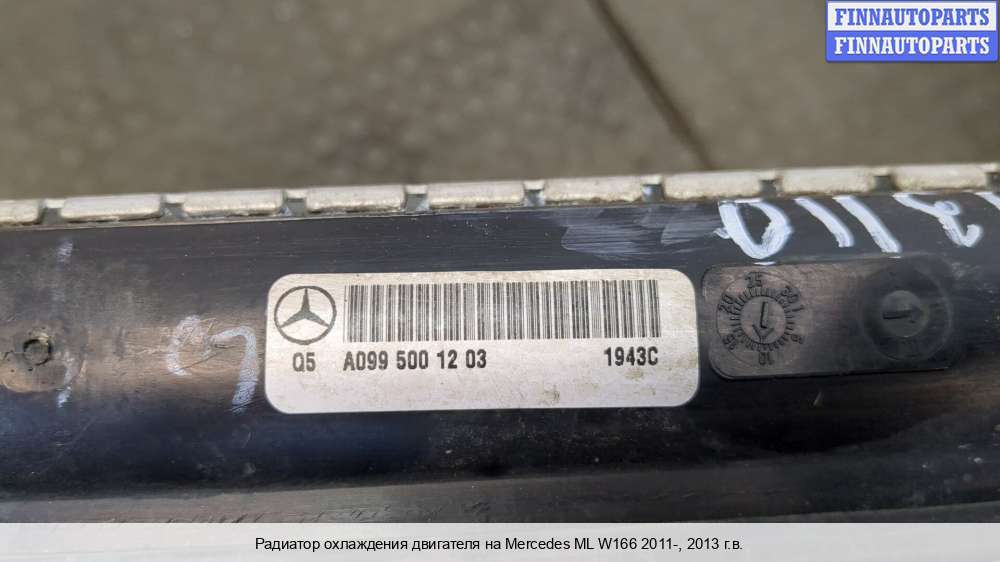 FINNAUTOPARTS
FINNAUTOPARTS
Q5 A099 500 12 03 1943C
Радиатор охлаждения двигателя на Mercedes ML W166 2011-, 2013 г.в.